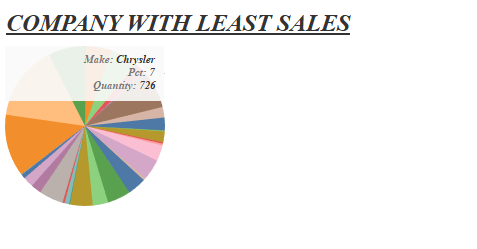 COMPANY WITH LEAST SALES
Make: Chrysler
Pct: 7
Quantity: 726